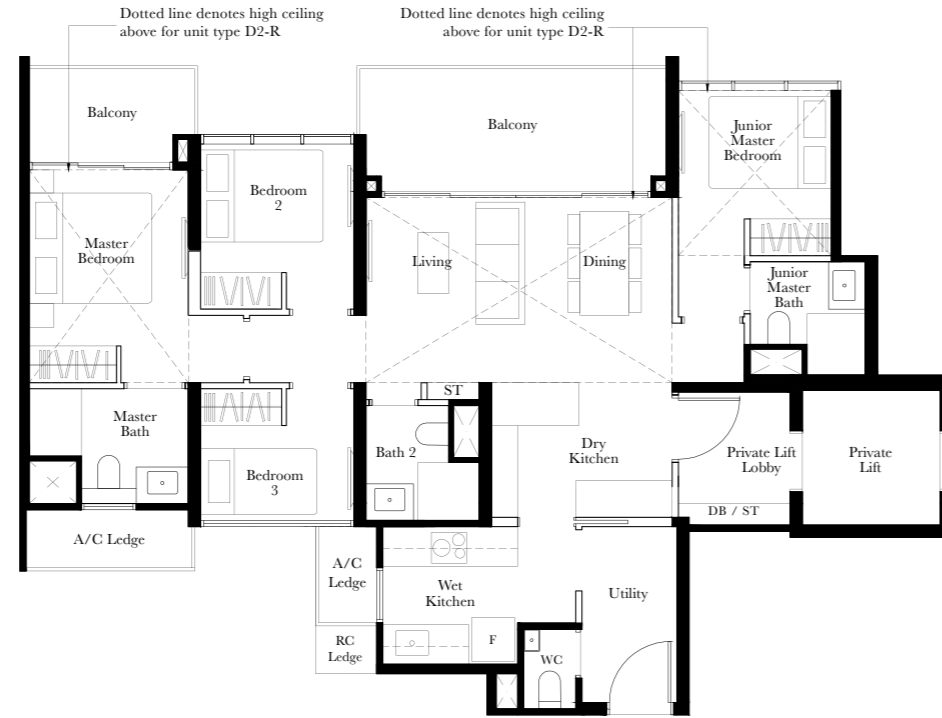 Dotted line denotes high ceiling
above for unit type D2-R
Dotted line denotes high ceiling
above for unit type D2-R
Balcony
Balcony
Junior
Master
Bedroom
Bedroom
2
Master
Bedroom
Living
Dining
Junior
Master
Bath
ST
Master
Bath
Bath 2
Dry
Kitchen
Private Lift
Lobby
Private
Lift
Bedroom
3
DB / ST
A/C Ledge
A/C
Ledge
Wet
Kitchen
Utility
RC
Ledge
F
WC